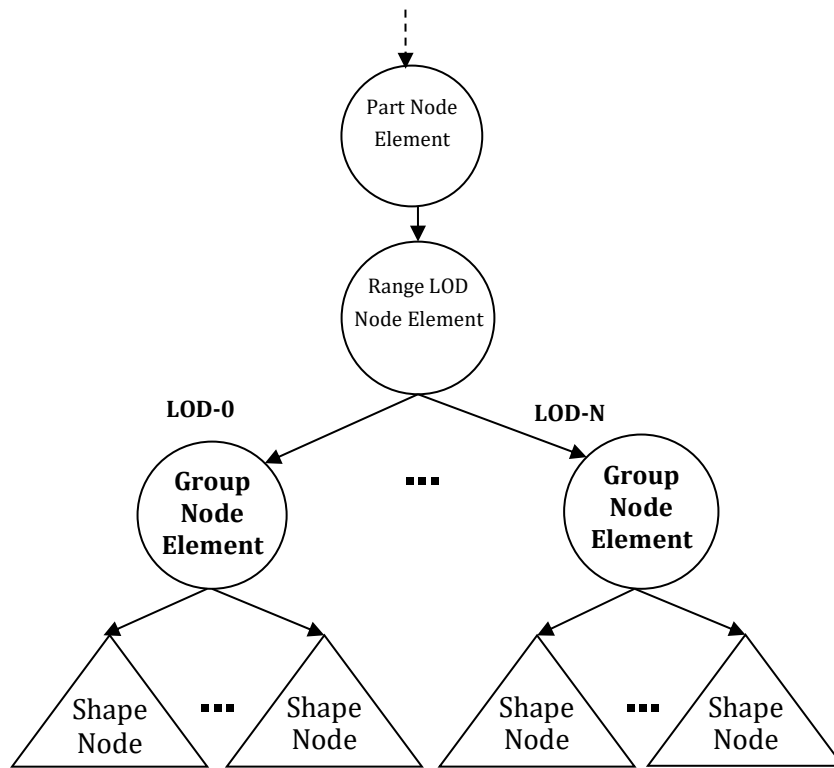 Part Node
Element
Range LOD
Node Element
LOD-0
LOD-N
Group
Node
Element
Group
Node
Element
Shape
Node
Shape
Node
Shape
Node
Shape
Node